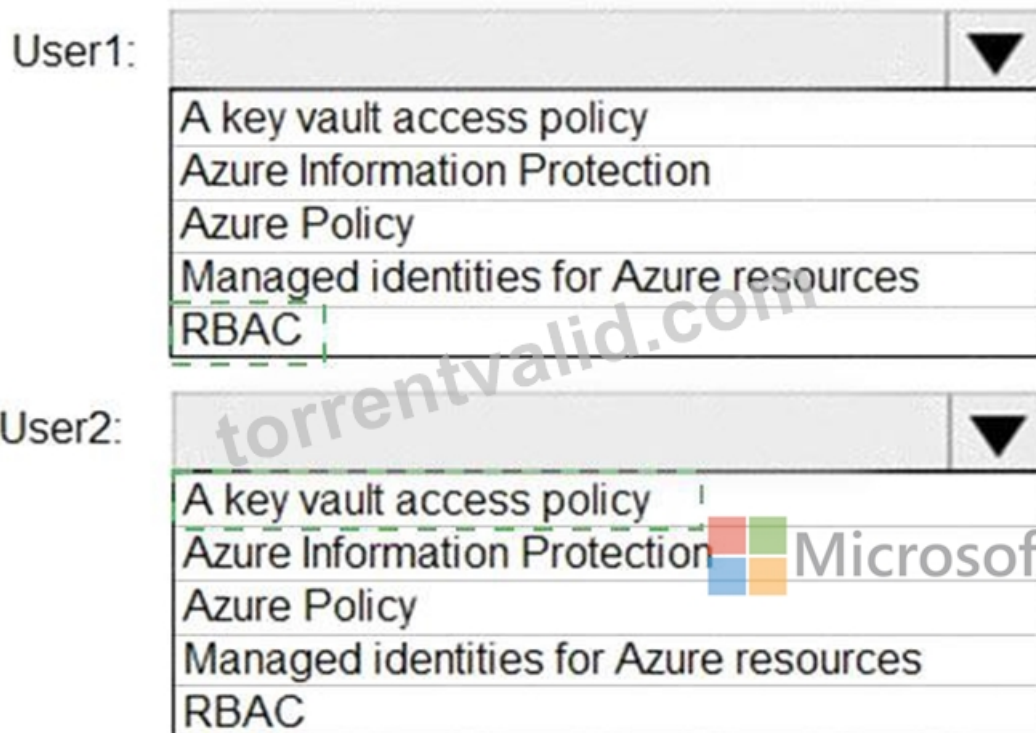 User1:
A key vault access policy
Azure Information Protection
Azure Policy
Managed identities for Azure resources
RBAC
torrentvalid.com
User2:
A key vault access policy
Azure Information Protection
Microsof
Azure Policy
Managed identities for Azure resources
RBAC